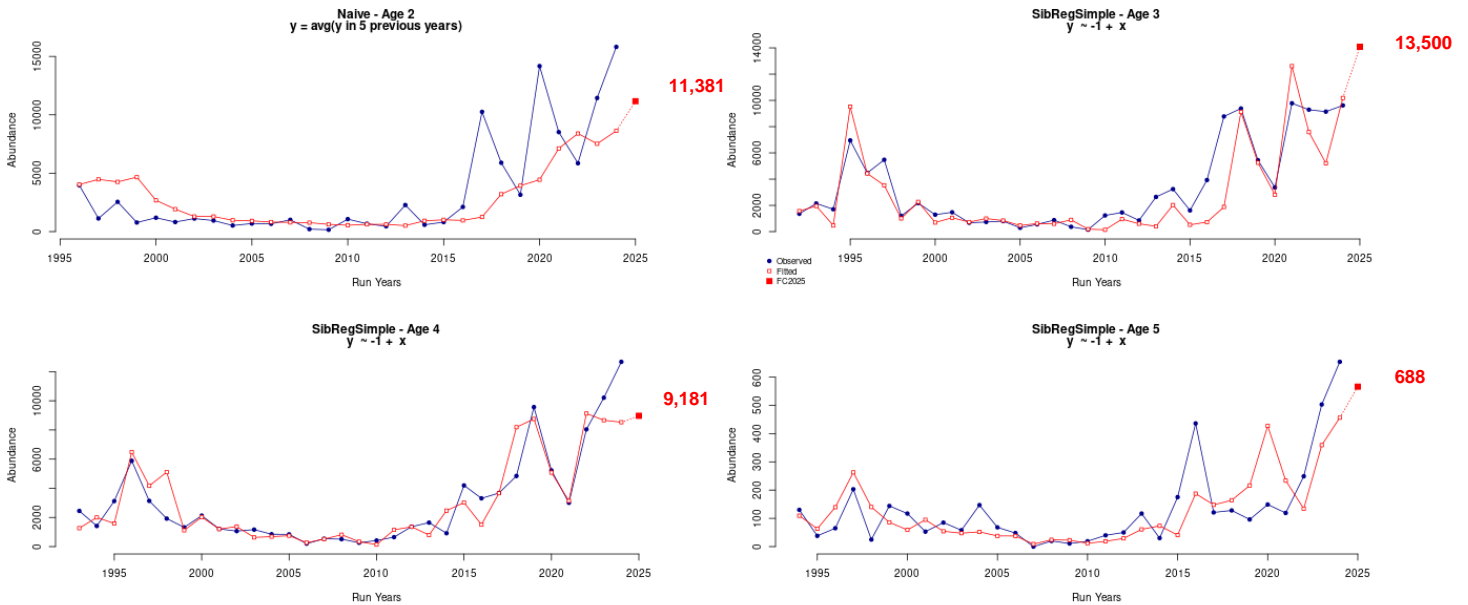 Naive - Age 2
y = avg(y in 5 previous years)
11,381
Abundance
0
5000
10000
15000
1995
2000
2005
2010
2015
2020
2025
Run Years
SibRegSimple - Age 3
y ~ -1 + x
13,500
Abundance
0
2000
6000
10000
14000
1995
2000
2005
2010
2015
2020
2025
Observed
Fitted
FC2025
Run Years
SibRegSimple - Age 4
y ~ -1 + x
9,181
Abundance
0
2000
6000
10000
1995
2000
2005
2010
2015
2020
2025
Run Years
SibRegSimple - Age 5
y ~ -1 + x
688
Abundance
0
100
200
300
400
500
600
1995
2000
2005
2010
2015
2020
2025
Run Years